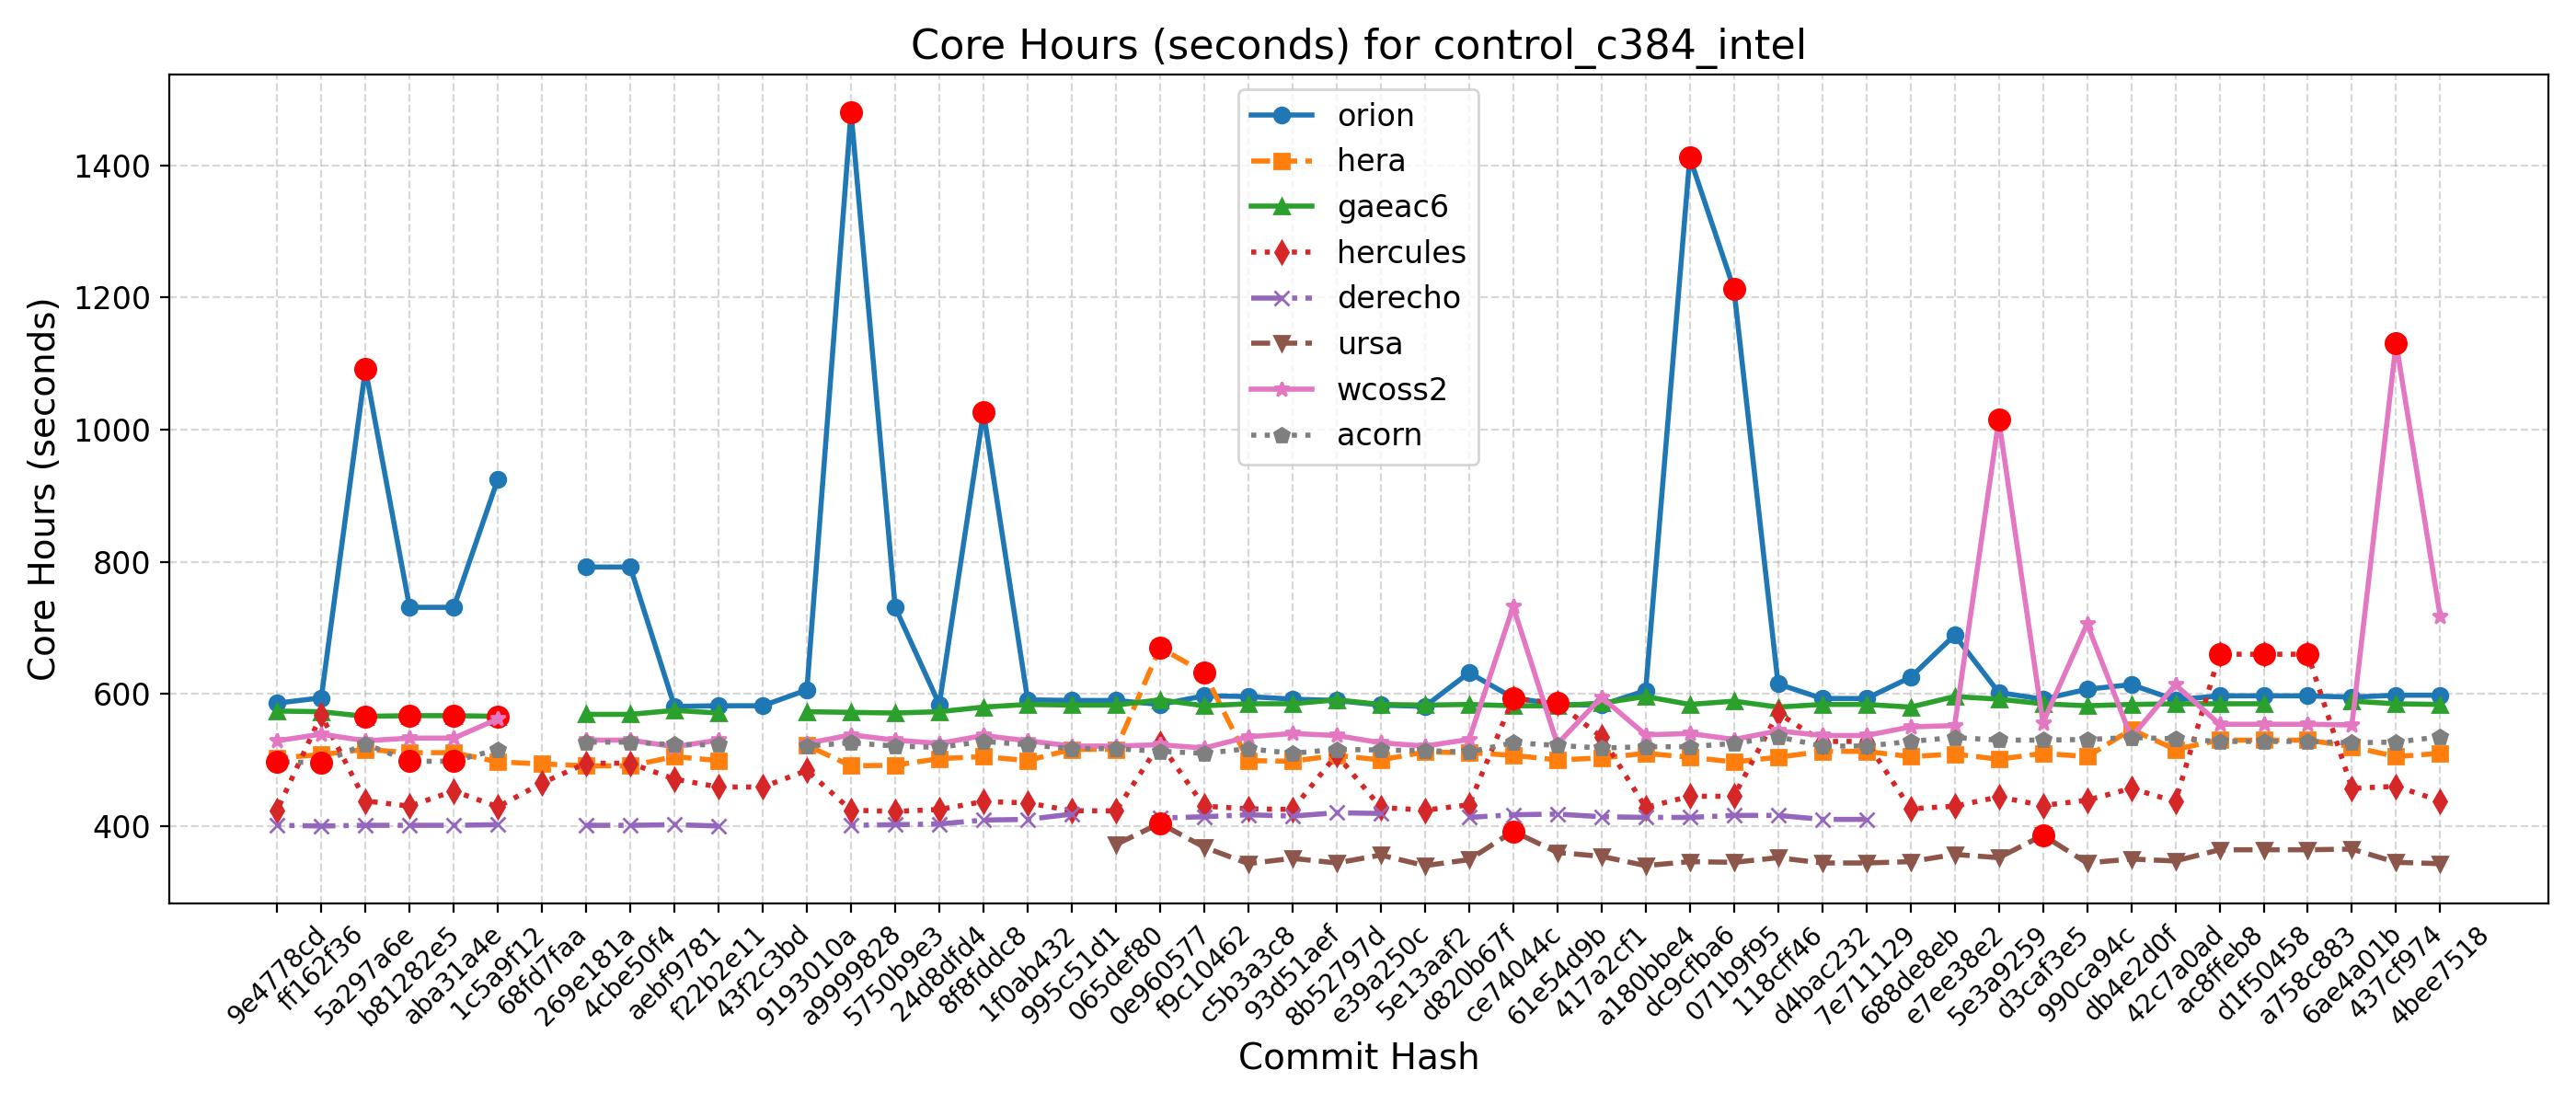 Core Hours (seconds) for control_c384_intel
Core Hours (seconds)
1400
1200
1000
800
600
400
orion
hera
gaeac6
hercules
derecho
ursa
wcoss2
acorn
9e4778cd
ff162f36
5a297a6e
b81282e5
aba31a4e
1c5a9f12
68fd7faa
269e181a
4cbe50f4
aebf9781
f22b2e11
43f2c3bd
9193010a
a9999828
5750b9e3
24d8dfd4
8f8fddc8
1f0ab432
995c51d1
065def80
0e960577
f9c10462
c5b3a3c8
93d51aef
8b52797d
e39a250c
5e13aaf2
d820b67f
ce74044c
61e54d9b
417a2cf1
a180bbe4
dc9cfba6
071b9f95
118cff46
d4bac232
7e711129
688de8eb
e7ee38e2
5e3a9259
d3caf3e5
990ca94c
db4e2d0f
42c7a0ad
ac8ffeb8
d1f50458
a758c883
6ae4a01b
437cf974
4bee7518
Commit Hash